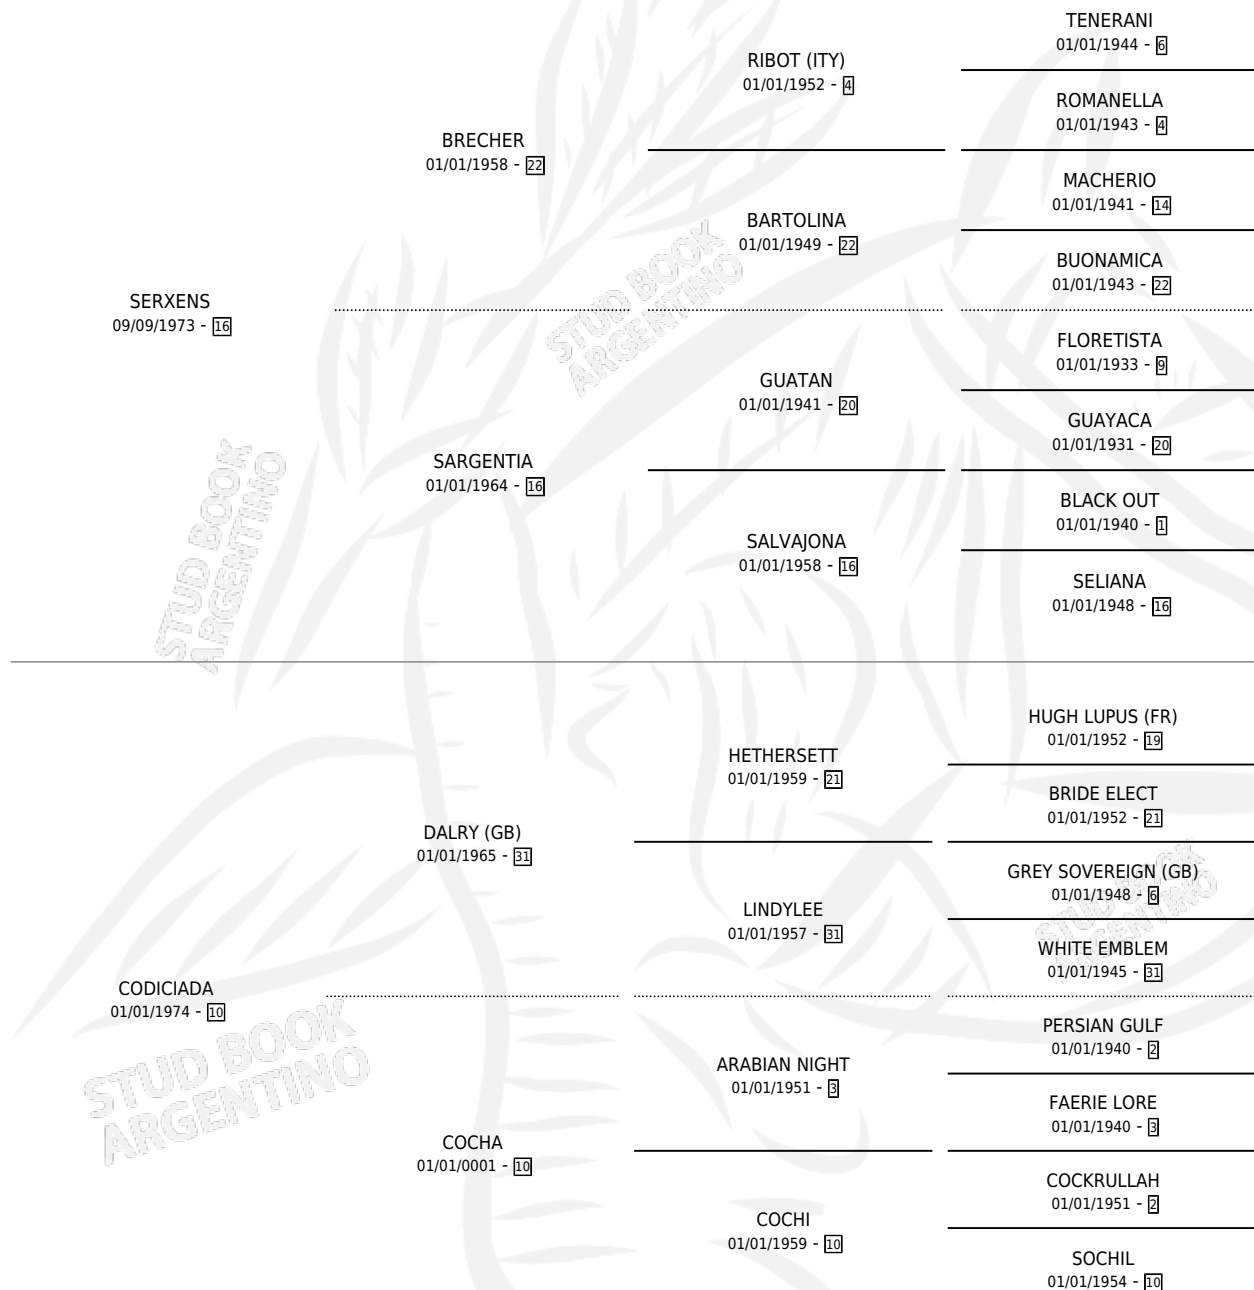 TENERANI
01/01/1944 - 6
RIBOT (ITY)
01/01/1952 - 4
ROMANELLA
01/01/1943 - 4
BRECHER
01/01/1958 - 22
MACHERIO
01/01/1941 - 14
BARTOLINA
01/01/1949 - 22
BUONAMICA
01/01/1943 - 22
SERXENS
09/09/1973 - 16
FLORETISTA
01/01/1933 - 9
GUATAN
01/01/1941 - 20
GUAYACA
01/01/1931 - 20
SARGENTIA
01/01/1964 - 16
BLACK OUT
01/01/1940 - 1
SALVAJONA
01/01/1958 - 16
SELIANA
01/01/1948 - 16
HUGH LUPUS (FR)
01/01/1952 - 19
HETHERSETT
01/01/1959 - 21
BRIDE ELECT
01/01/1952 - 21
DALRY (GB)
01/01/1965 - 31
GREY SOVEREIGN (GB)
01/01/1948 - 6
LINDYLEE
01/01/1957 - 31
WHITE EMBLEM
01/01/1945 - 31
CODICIADA
01/01/1974 - 10
PERSIAN GULF
01/01/1940 - 2
ARABIAN NIGHT
01/01/1951 - 3
FAERIE LORE
01/01/1940 - 3
COCHA
01/01/0001 - 10
COCKRULLAH
01/01/1951 - 2
COCHI
01/01/1959 - 10
SOCHIL
01/01/1954 - 10
STUD BOOK
ARGENTINO
STUD BOOK
ARGENTINO
STUD BOOK
ARGENTINO
STUD BOOK
ARGENTINO